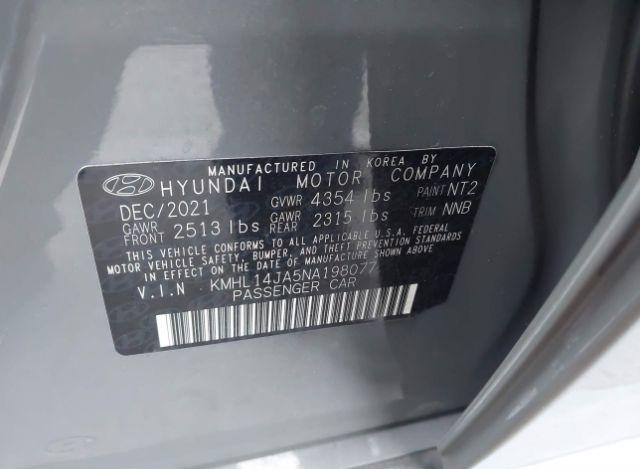 MANUFACTURED IN KOREA BY
HYUNDAI MOTOR COMPANY
DEC/2021 GVWR 4354 lbs PAINT NT2
GAWR FRONT 2513 lbs GAWR REAR 2315 lbs TRIM NNB
THIS VEHICLE CONFORMS TO ALL APPLICABLE U.S.A. FEDERAL
MOTOR VEHICLE SAFETY, BUMPER, AND THEFT PREVENTION STANDARDS
IN EFFECT ON THE DATE OF MANUFACTURE SHOWN ABOVE
V.I.N KMHL14JA5NA198077
PASSENGER CAR